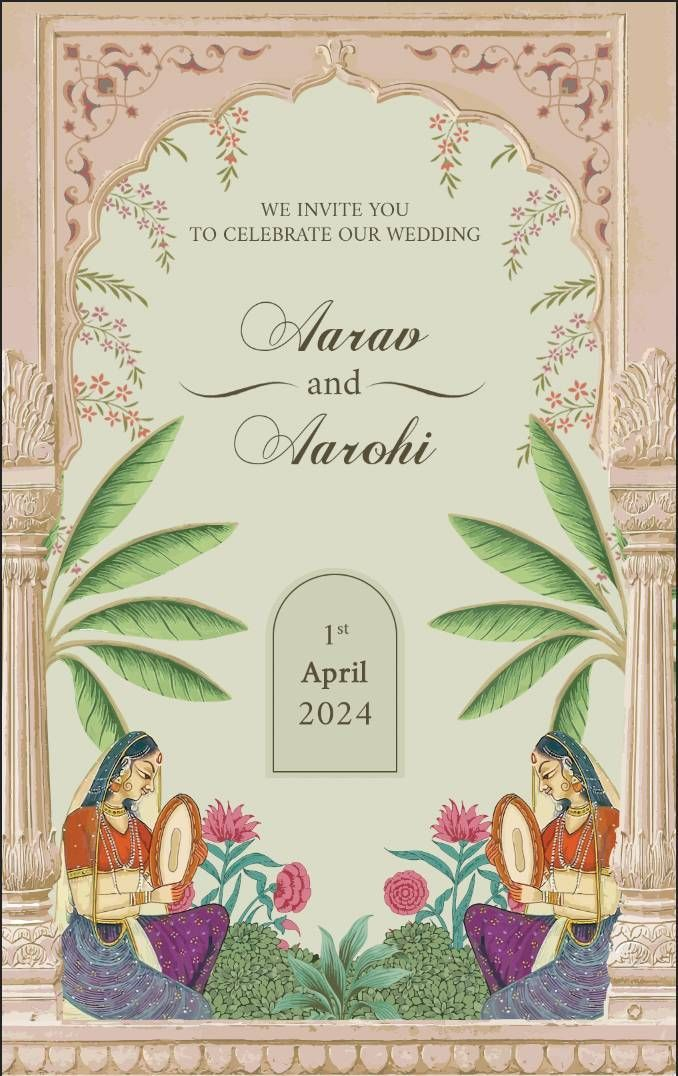 WE INVITE YOU
TO CELEBRATE OUR WEDDING
Aarav
and
Aarohi
1st
April
2024